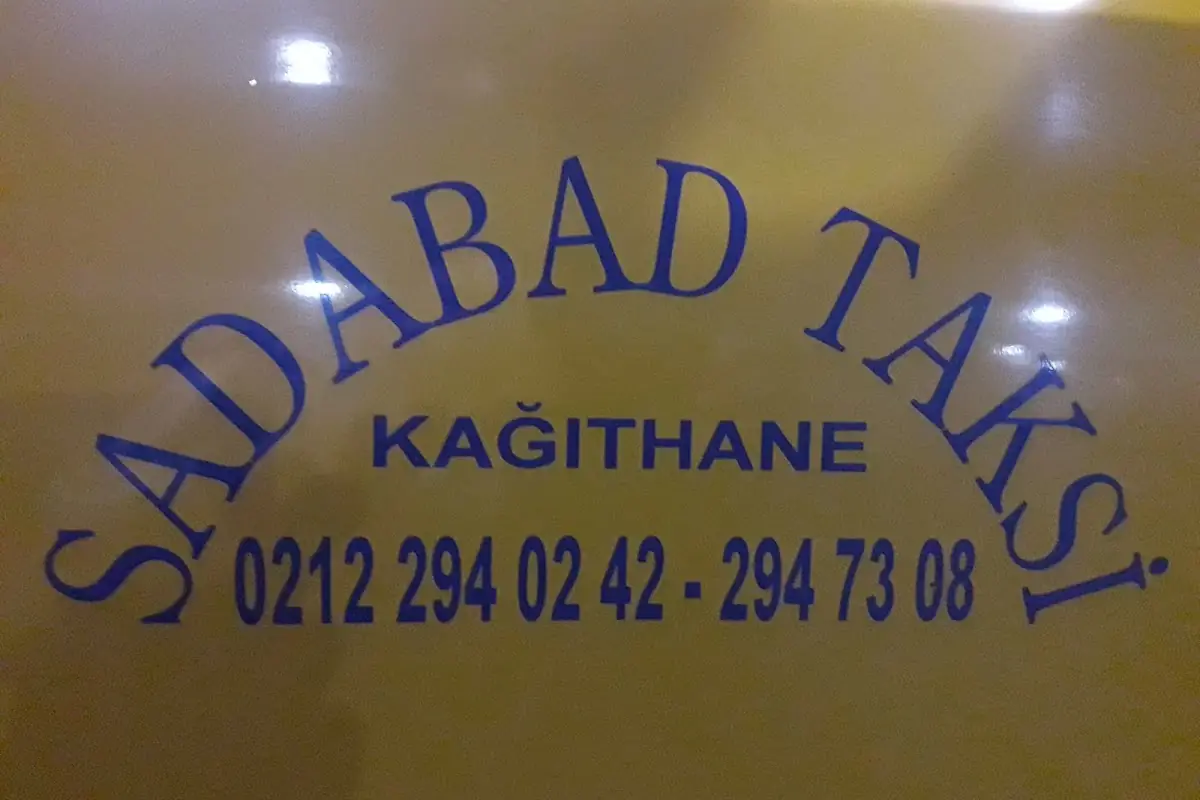 SADABAD TAKSİ
KAĞITHANE
0212 294 02 42 - 294 73 08